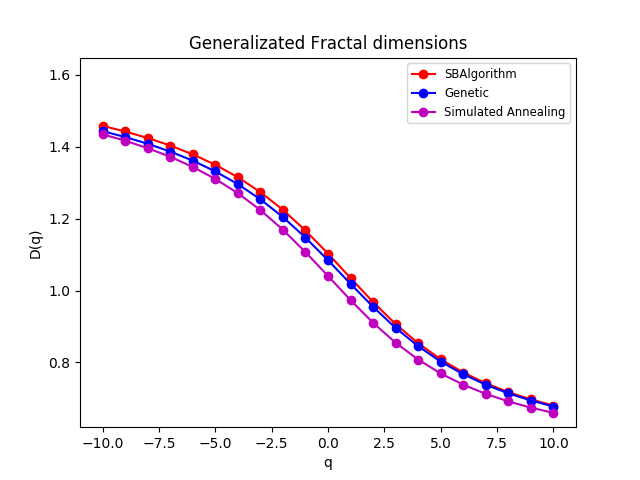 Generalizated Fractal dimensions
SBAlgorithm
Genetic
Simulated Annealing
D(q)
1.6
1.4
1.2
1.0
0.8
−10.0 −7.5 −5.0 −2.5 0.0 2.5 5.0 7.5 10.0
q